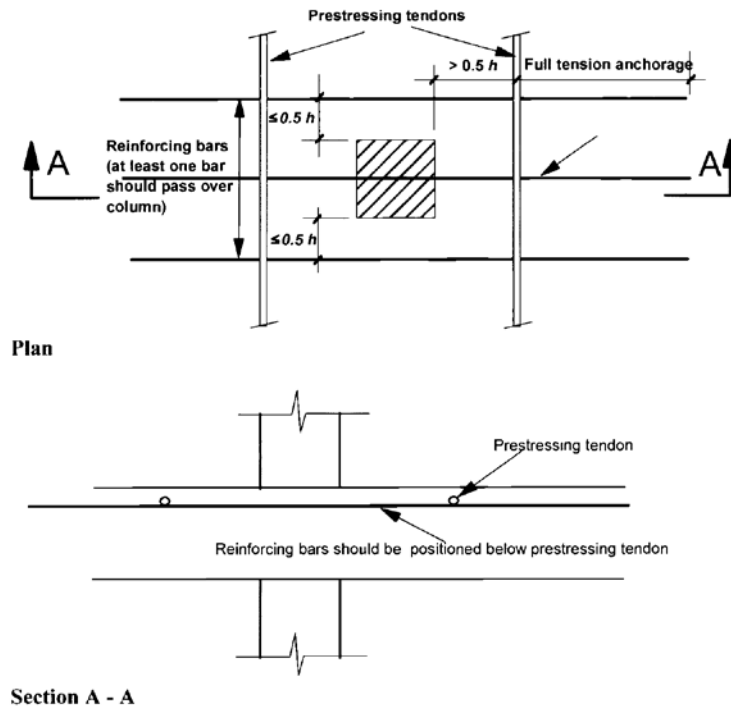 Prestressing tendons
> 0.5 h
Full tension anchorage
≤0.5 h
A
Reinforcing bars
(at least one bar
should pass over
column)
A
≤0.5 h
Plan
Prestressing tendon
Reinforcing bars should be positioned below prestressing tendon
Section A - A